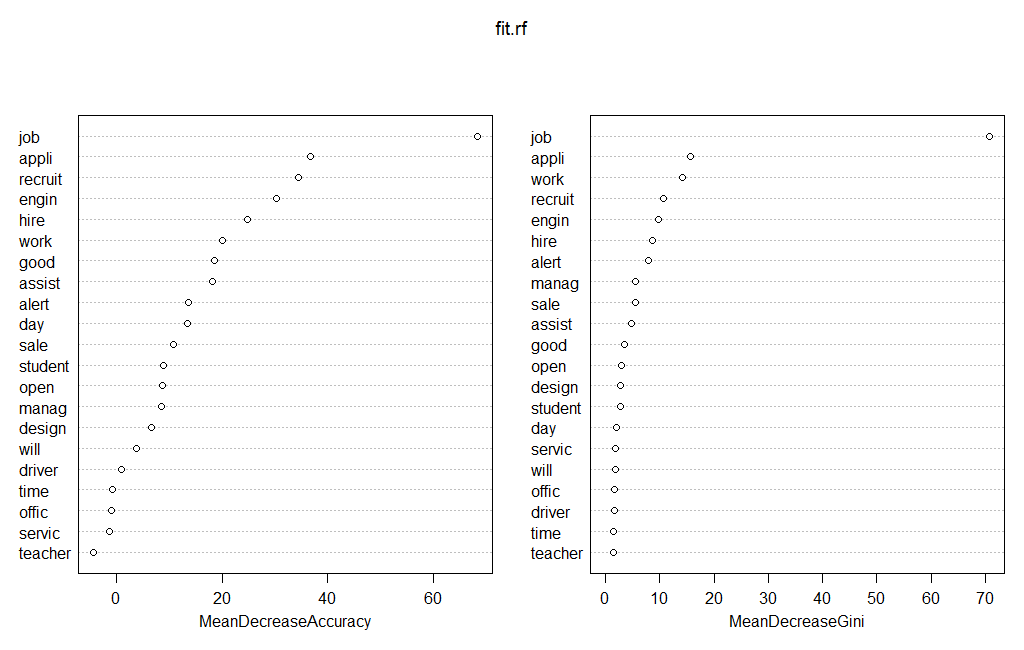 fit.rf
job
appli
recruit
engin
hire
work
good
assist
alert
day
sale
student
open
manag
design
will
driver
time
offic
servic
teacher
0 20 40 60
MeanDecreaseAccuracy
job
appli
work
recruit
engin
hire
alert
manag
sale
assist
good
open
design
student
day
servic
will
offic
driver
time
teacher
0 10 20 30 40 50 60 70
MeanDecreaseGini